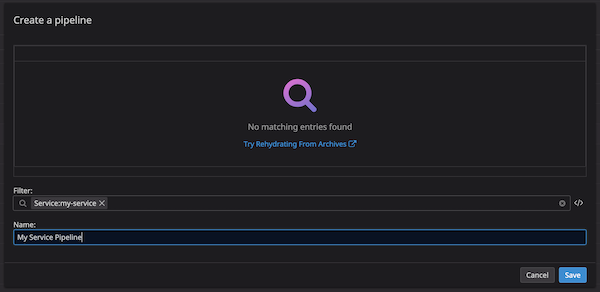 Create a pipeline
No matching entries found
Try Rehydrating From Archives
Filter:
Service:my-service
</>
Name:
My Service Pipeline
Cancel
Save